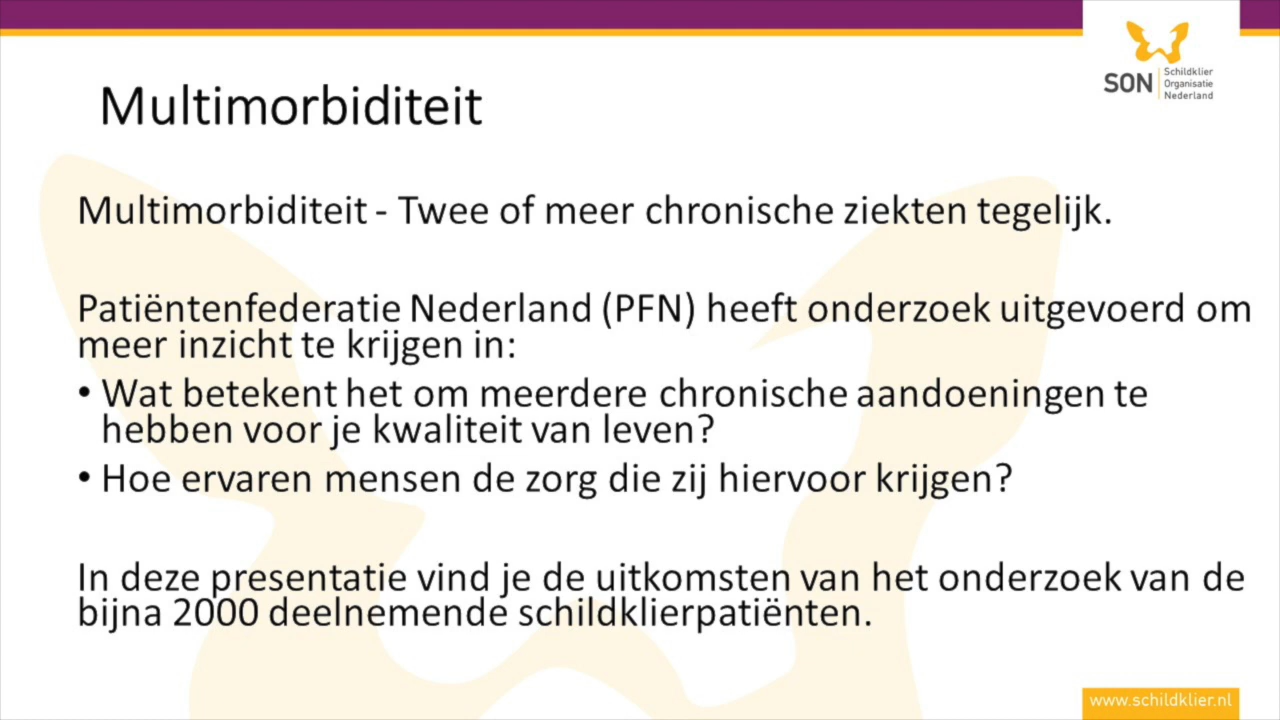 SON
Schildklier
Organisatie
Nederland
Multimorbiditeit
Multimorbiditeit - Twee of meer chronische ziekten tegelijk.
Patiëntenfederatie Nederland (PFN) heeft onderzoek uitgevoerd om
meer inzicht te krijgen in:
• Wat betekent het om meerdere chronische aandoeningen te
hebben voor je kwaliteit van leven?
• Hoe ervaren mensen de zorg die zij hiervoor krijgen?
In deze presentatie vind je de uitkomsten van het onderzoek van de
bijna 2000 deelnemende schildklierpatiënten.
www.schildklier.nl